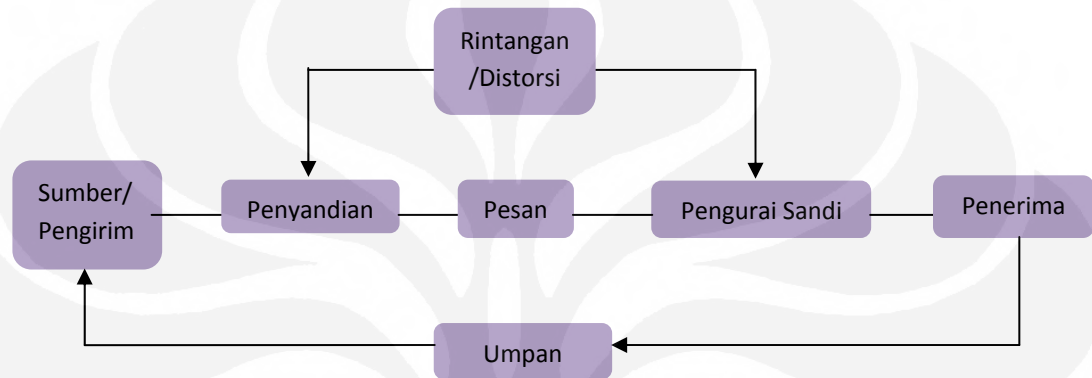 Rintangan
/Distorsi
Sumber/
Pengirim
Penyandian
Pesan
Pengurai Sandi
Penerima
Umpan